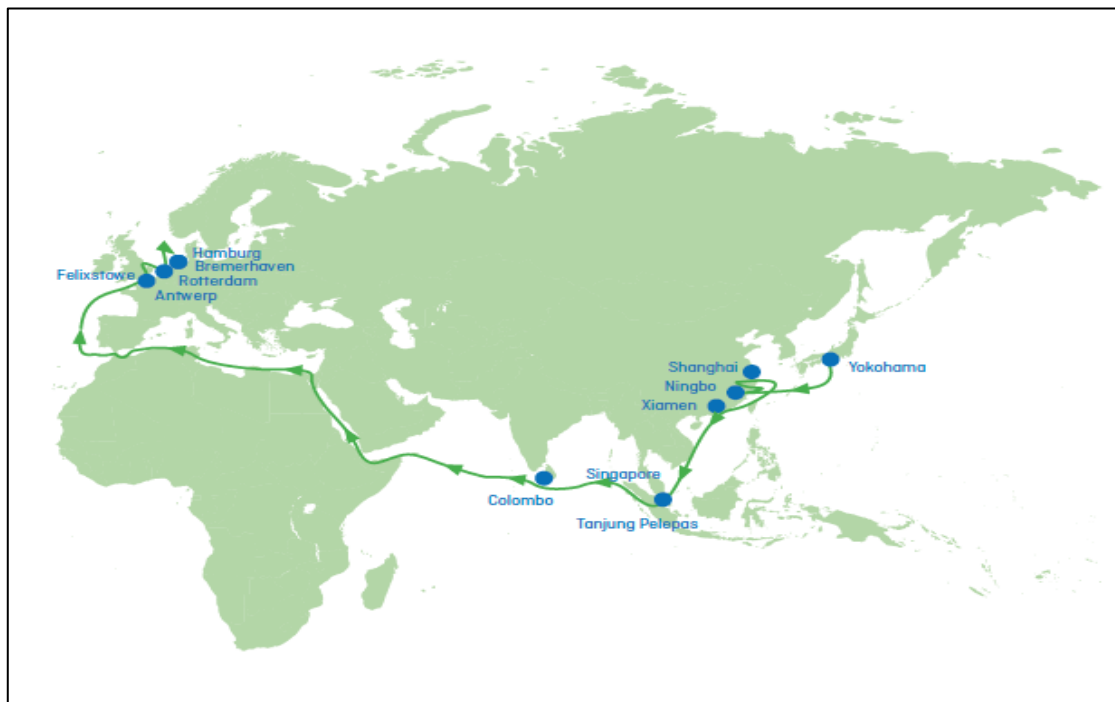 Hamburg
Bremerhaven
Felixstowe
Rotterdam
Antwerp
Shanghai
Yokohama
Ningbo
Xiamen
Singapore
Colombo
Tanjung Pelepas